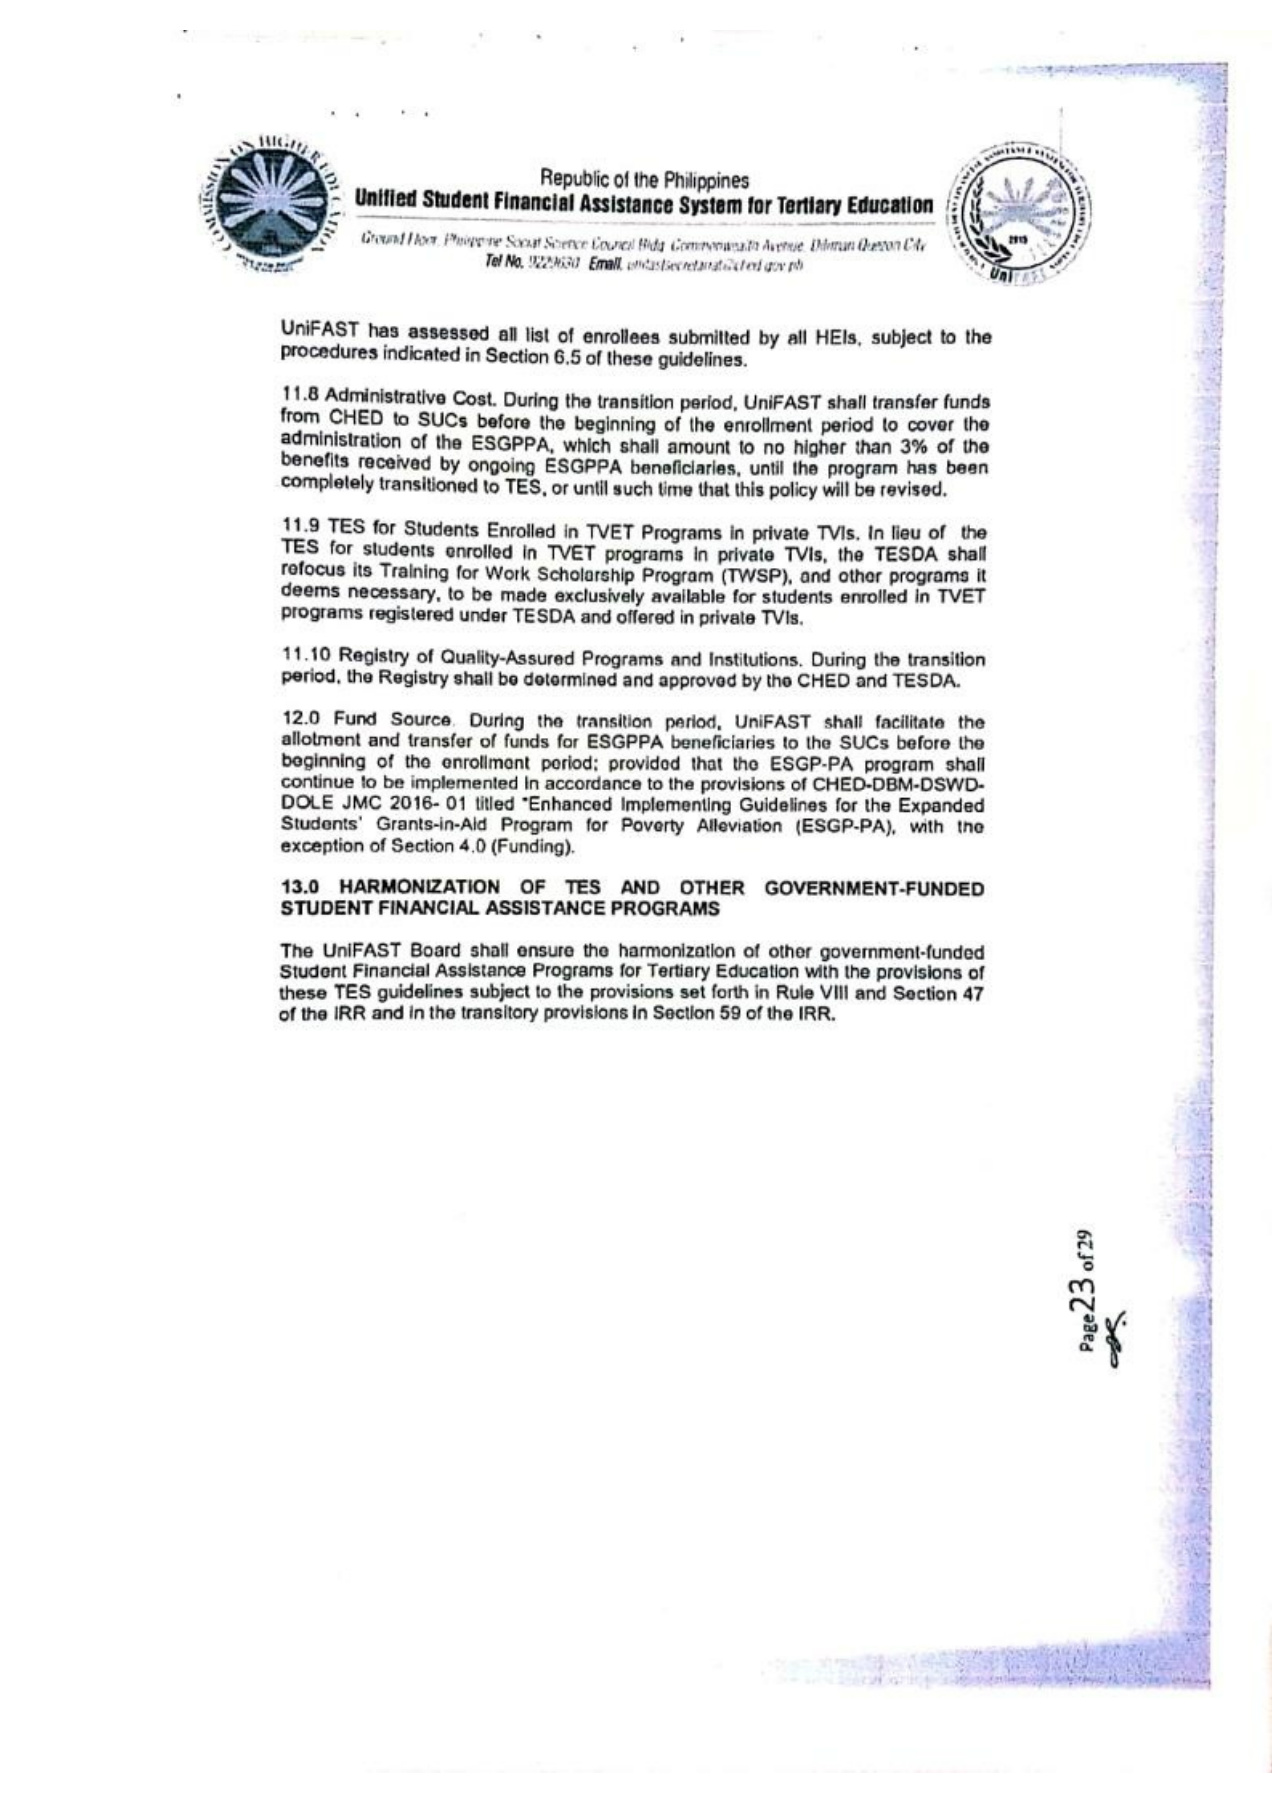 COMMISSION ON HIGHER EDUCATION
Republic of the Philippines
Unified Student Financial Assistance System for Tertiary Education
Ground Floor, Philippine Social Science Council Bldg. Commonwealth Avenue, Diliman Quezon City
Tel No. 9229630 Email. unifastsecretariat@ched.gov.ph
2015
UniFAST
UniFAST has assessed all list of enrollees submitted by all HEIs, subject to the
procedures indicated in Section 6.5 of these guidelines.
11.8 Administrative Cost. During the transition period, UniFAST shall transfer funds
from CHED to SUCs before the beginning of the enrollment period to cover the
administration of the ESGPPA, which shall amount to no higher than 3% of the
benefits received by ongoing ESGPPA beneficiaries, until the program has been
completely transitioned to TES, or until such time that this policy will be revised.
11.9 TES for Students Enrolled in TVET Programs in private TVIs. In lieu of the
TES for students enrolled in TVET programs in private TVIs, the TESDA shall
refocus its Training for Work Scholarship Program (TWSP), and other programs it
deems necessary, to be made exclusively available for students enrolled in TVET
programs registered under TESDA and offered in private TVIs.
11.10 Registry of Quality-Assured Programs and Institutions. During the transition
period, the Registry shall be determined and approved by the CHED and TESDA.
12.0 Fund Source. During the transition period, UniFAST shall facilitate the
allotment and transfer of funds for ESGPPA beneficiaries to the SUCs before the
beginning of the enrollment period; provided that the ESGP-PA program shall
continue to be implemented in accordance to the provisions of CHED-DBM-DSWD-
DOLE JMC 2016- 01 titled "Enhanced Implementing Guidelines for the Expanded
Students' Grants-in-Aid Program for Poverty Alleviation (ESGP-PA), with the
exception of Section 4.0 (Funding).
13.0 HARMONIZATION OF TES AND OTHER GOVERNMENT-FUNDED
STUDENT FINANCIAL ASSISTANCE PROGRAMS
The UniFAST Board shall ensure the harmonization of other government-funded
Student Financial Assistance Programs for Tertiary Education with the provisions of
these TES guidelines subject to the provisions set forth in Rule VIII and Section 47
of the IRR and in the transitory provisions in Section 59 of the IRR.
Page 23 of 29